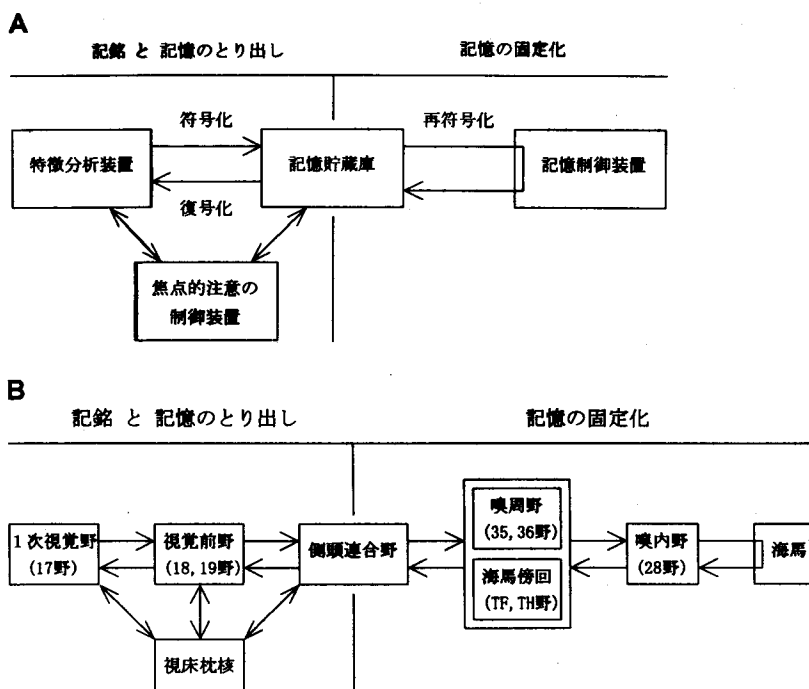 A
記銘 と 記憶のとり出し
記憶の固定化
符号化
再符号化
特徴分析装置
記憶貯蔵庫
記憶制御装置
復号化
焦点的注意の
制御装置
B
記銘 と 記憶のとり出し
記憶の固定化
嗅周野
(35, 36野)
1次視覚野
(17野)
視覚前野
(18, 19野)
側頭連合野
嗅内野
(28野)
海馬
海馬傍回
(TF, TH野)
視床枕核